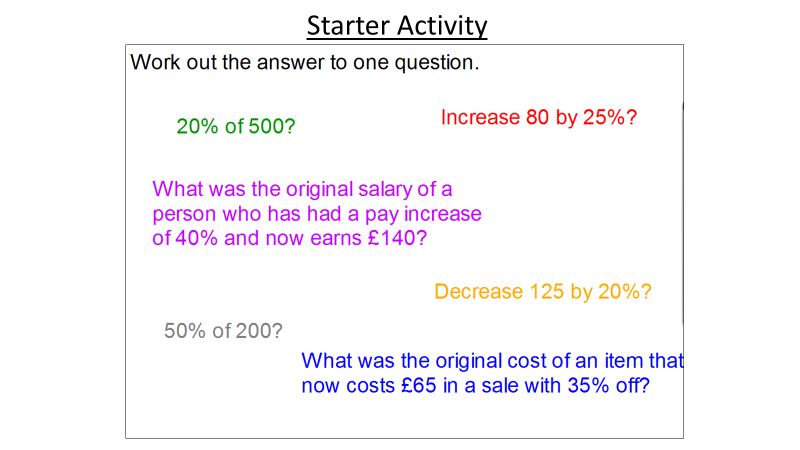 Starter Activity
Work out the answer to one question.
20% of 500?
Increase 80 by 25%?
What was the original salary of a
person who has had a pay increase
of 40% and now earns £140?
Decrease 125 by 20%?
50% of 200?
What was the original cost of an item that
now costs £65 in a sale with 35% off?